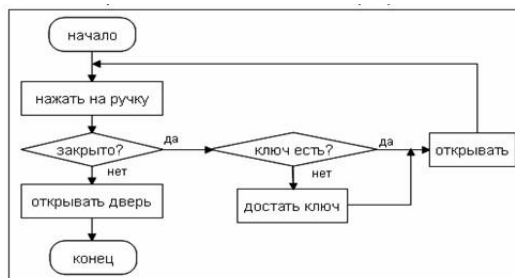 начало
нажать на ручку
закрыто?
да
ключ есть?
да
открывать
нет
нет
открывать дверь
достать ключ
конец